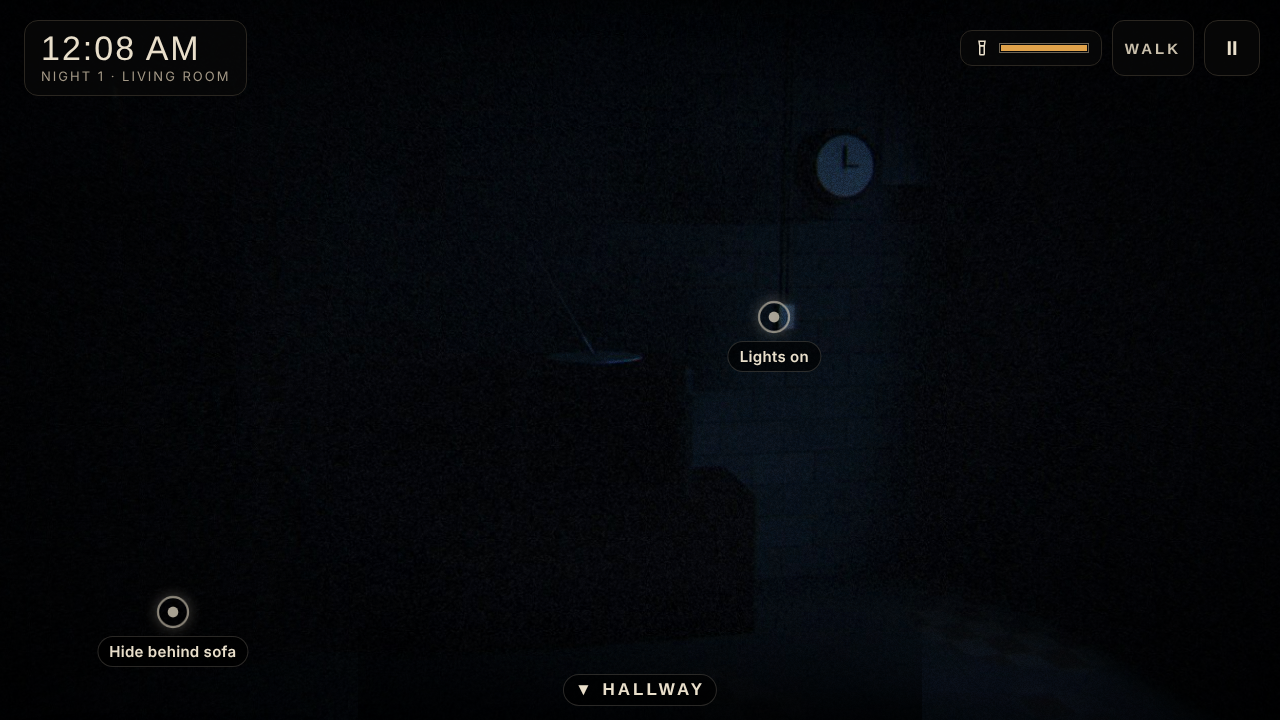 12:08 AM
NIGHT 1 · LIVING ROOM
WALK
Lights on
Hide behind sofa
▼ HALLWAY